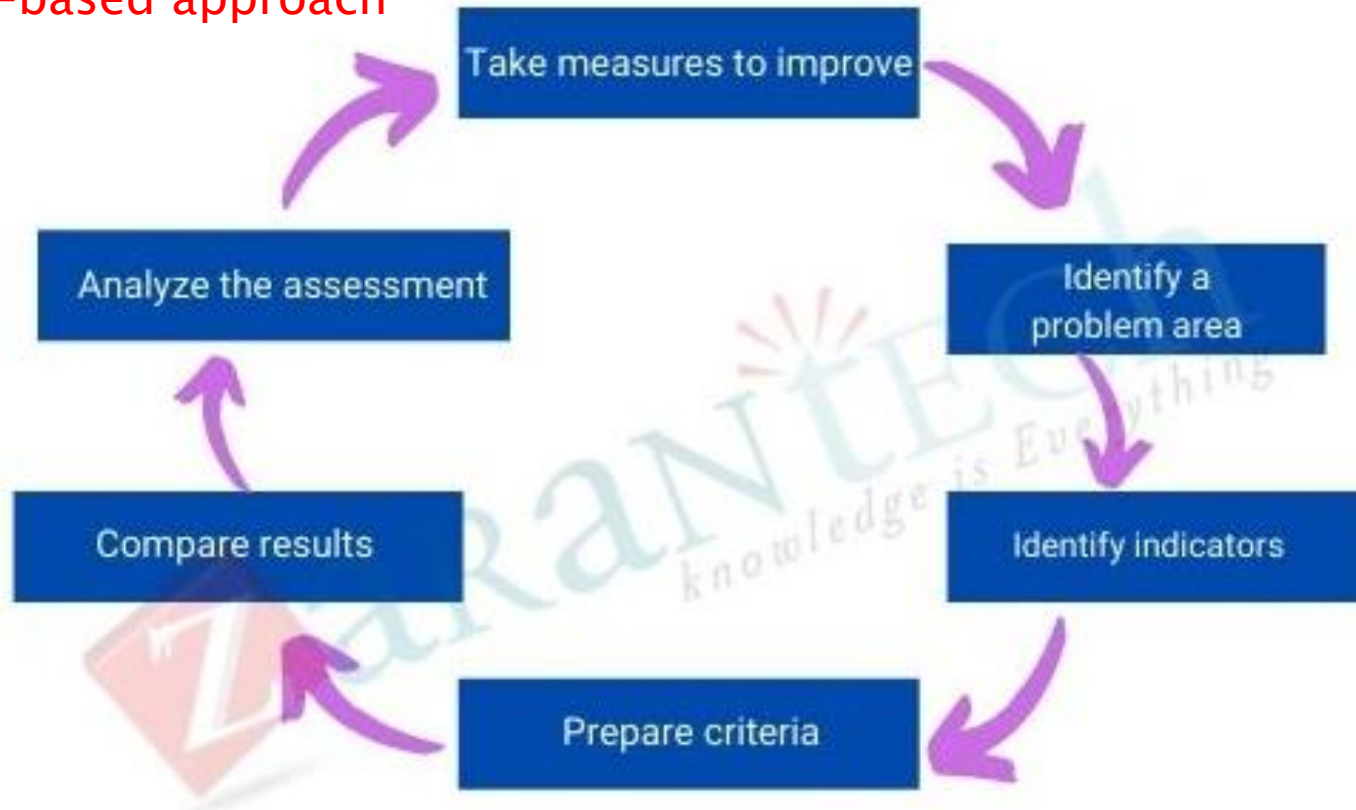 -based approach
Take measures to improve
Analyze the assessment
Identify a
problem area
Compare results
Identify indicators
Prepare criteria
ZaranTech
knowledge is Everything